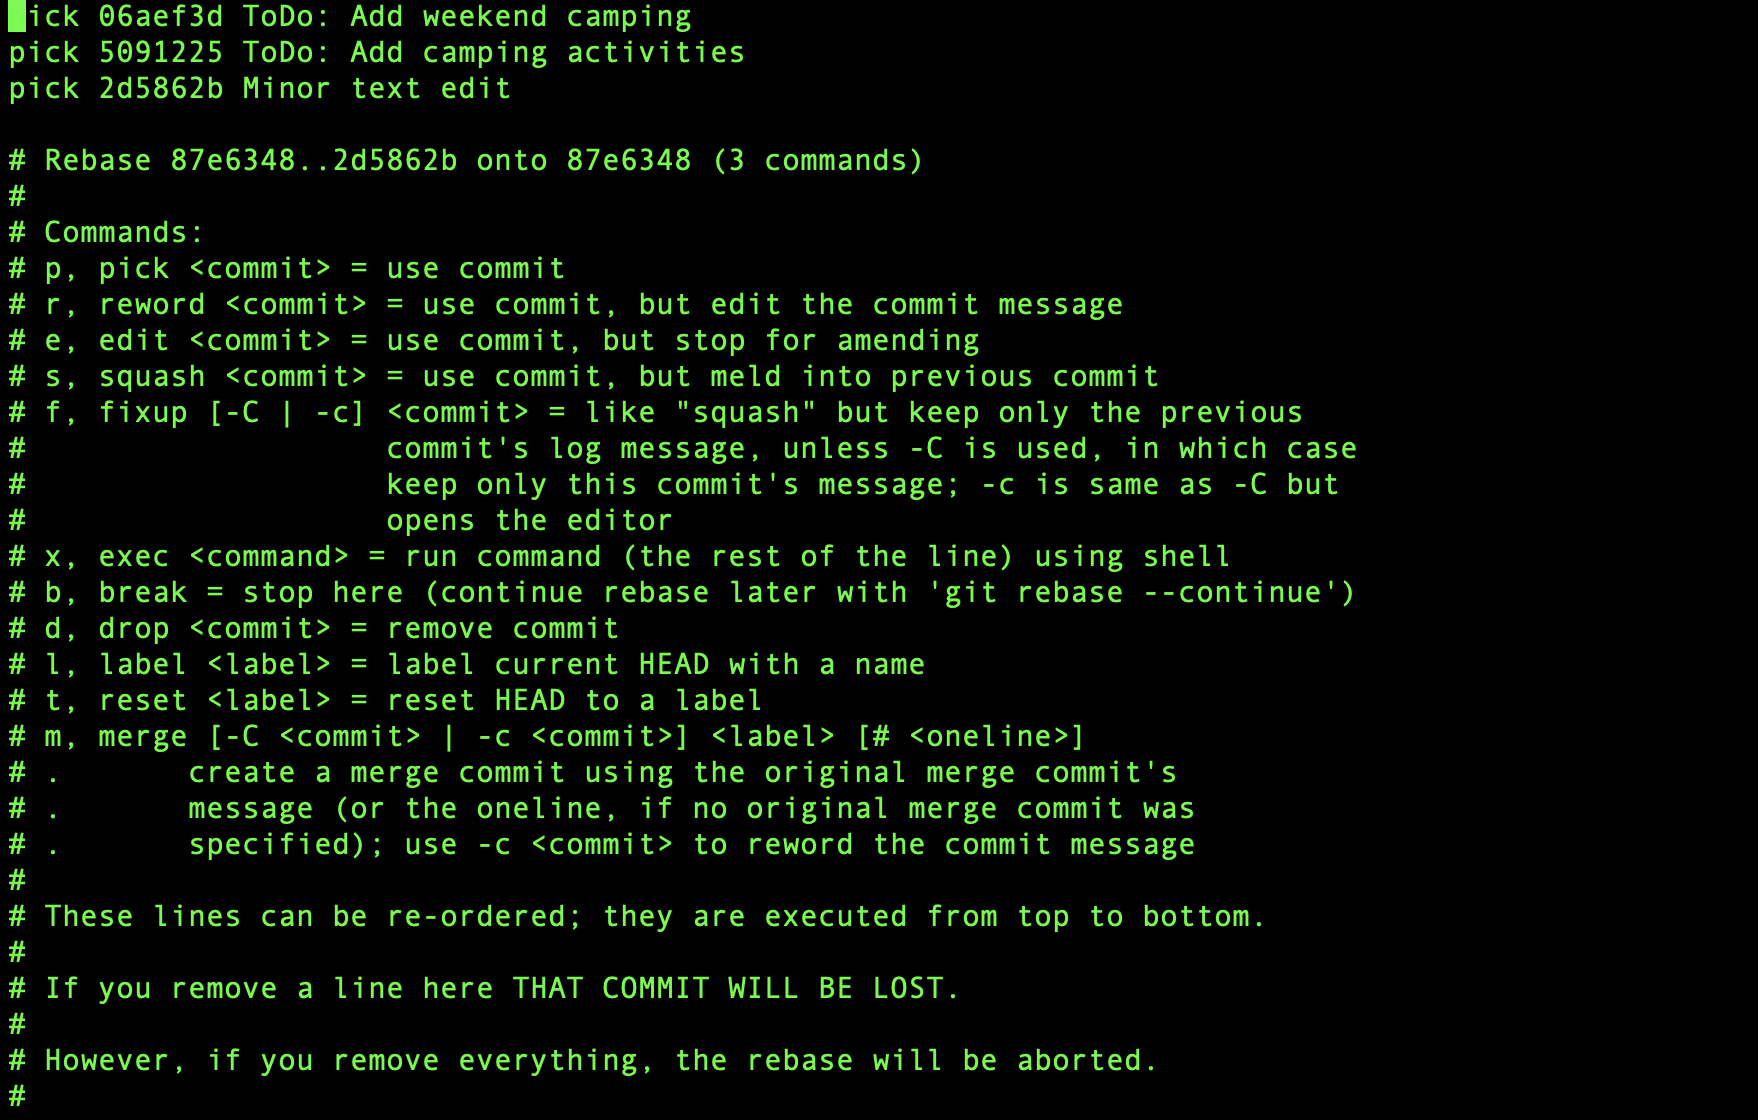 pick 06aef3d ToDo: Add weekend camping
pick 5091225 ToDo: Add camping activities
pick 2d5862b Minor text edit

# Rebase 87e6348..2d5862b onto 87e6348 (3 commands)
#
# Commands:
# p, pick <commit> = use commit
# r, reword <commit> = use commit, but edit the commit message
# e, edit <commit> = use commit, but stop for amending
# s, squash <commit> = use commit, but meld into previous commit
# f, fixup [-C | -c] <commit> = like "squash" but keep only the previous
#                    commit's log message, unless -C is used, in which case
#                    keep only this commit's message; -c is same as -C but
#                    opens the editor
# x, exec <command> = run command (the rest of the line) using shell
# b, break = stop here (continue rebase later with 'git rebase --continue')
# d, drop <commit> = remove commit
# l, label <label> = label current HEAD with a name
# t, reset <label> = reset HEAD to a label
# m, merge [-C <commit> | -c <commit>] <label> [# <oneline>]
# .       create a merge commit using the original merge commit's
# .       message (or the oneline, if no original merge commit was
# .       specified); use -c <commit> to reword the commit message
#
# These lines can be re-ordered; they are executed from top to bottom.
#
# If you remove a line here THAT COMMIT WILL BE LOST.
#
# However, if you remove everything, the rebase will be aborted.
#